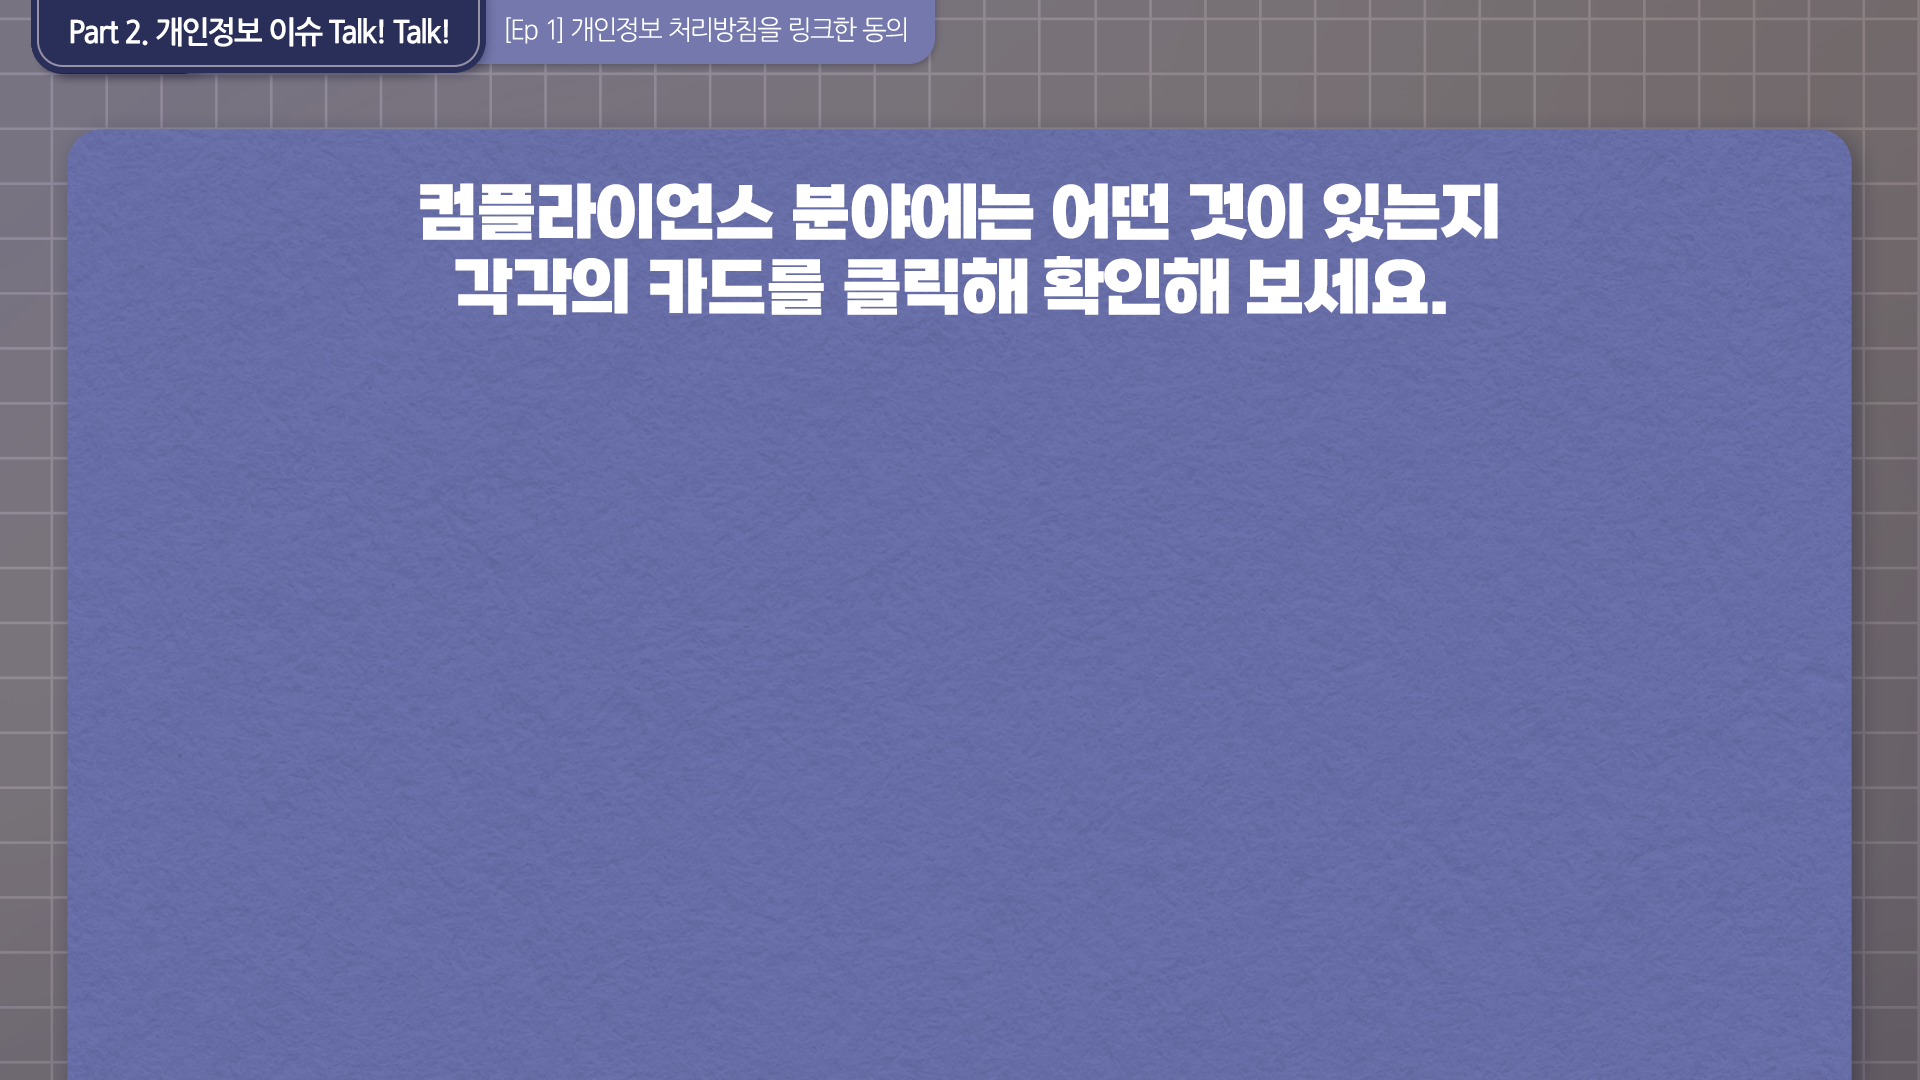 Part 2. 개인정보 이슈 Talk! Talk!
[Ep 1] 개인정보 처리방침을 링크한 동의
컴플라이언스 분야에는 어떤 것이 있는지
각각의 카드를 클릭해 확인해 보세요.